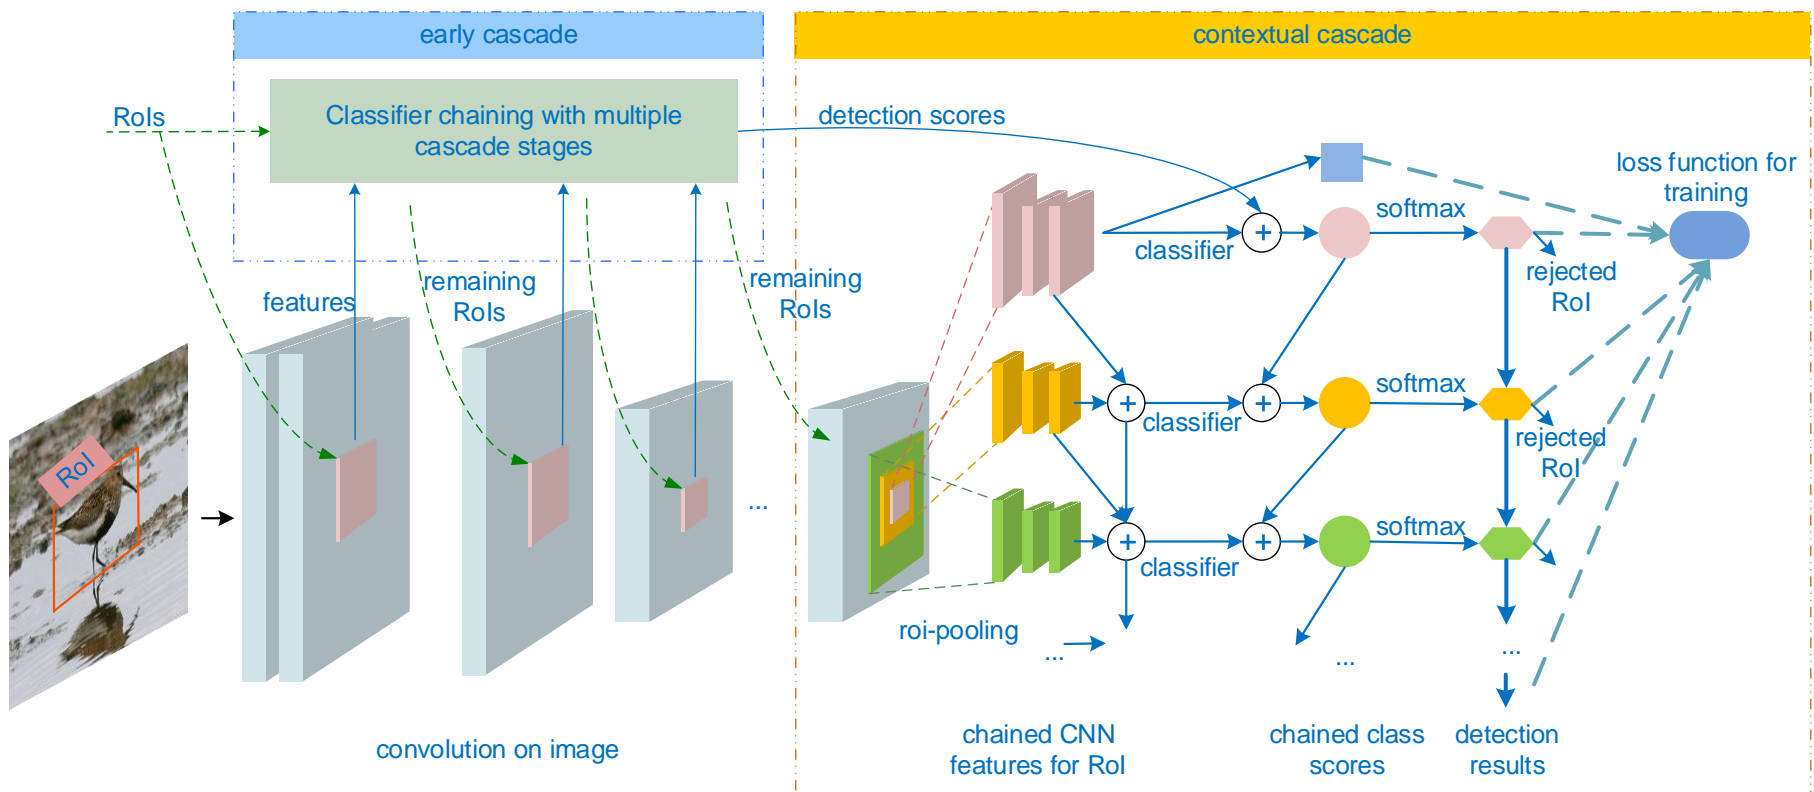 early cascade
contextual cascade
RoIs
Classifier chaining with multiple
cascade stages
detection scores
loss function for
training
softmax
+
classifier
rejected
RoI
features
remaining
RoIs
remaining
RoIs
softmax
+
+
classifier
rejected
RoI
RoI
...
softmax
+
+
classifier
roi-pooling
...
...
...
convolution on image
chained CNN
features for RoI
chained class
scores
detection
results